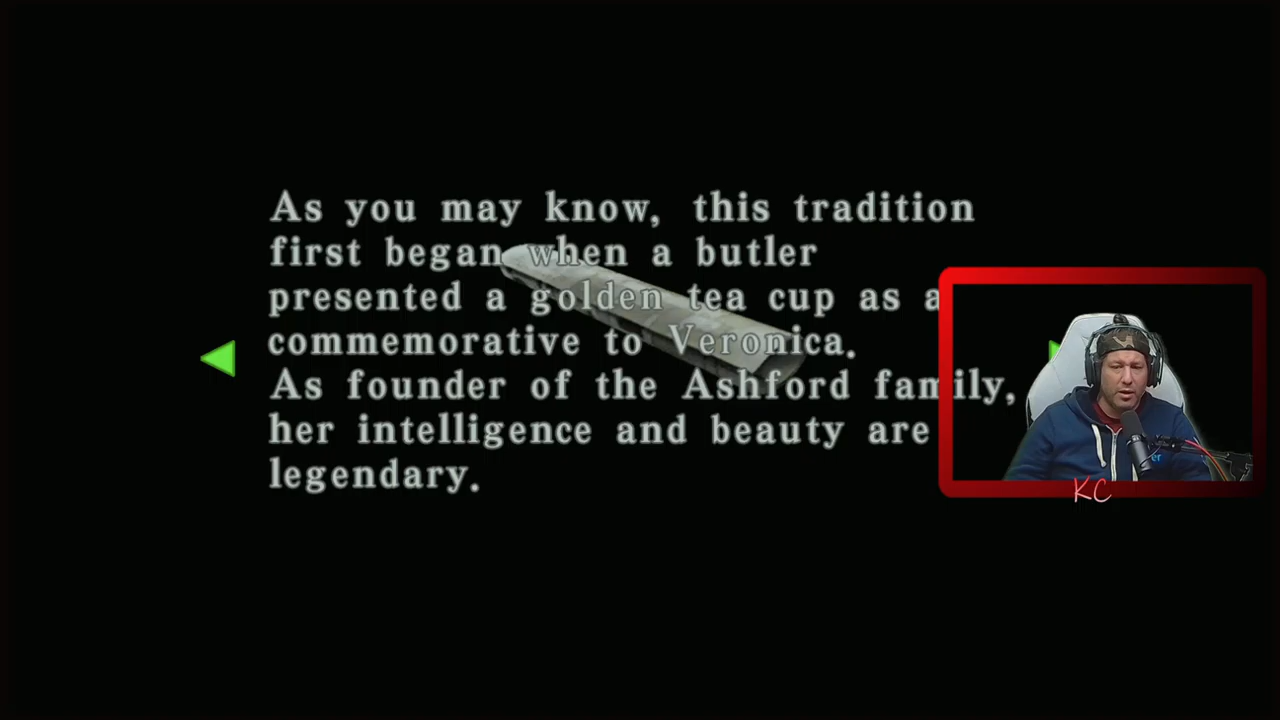 As you may know, this tradition
first began when a butler
presented a golden tea cup as a
commemorative to Veronica.
As founder of the Ashford family,
her intelligence and beauty are
legendary.
er
KC